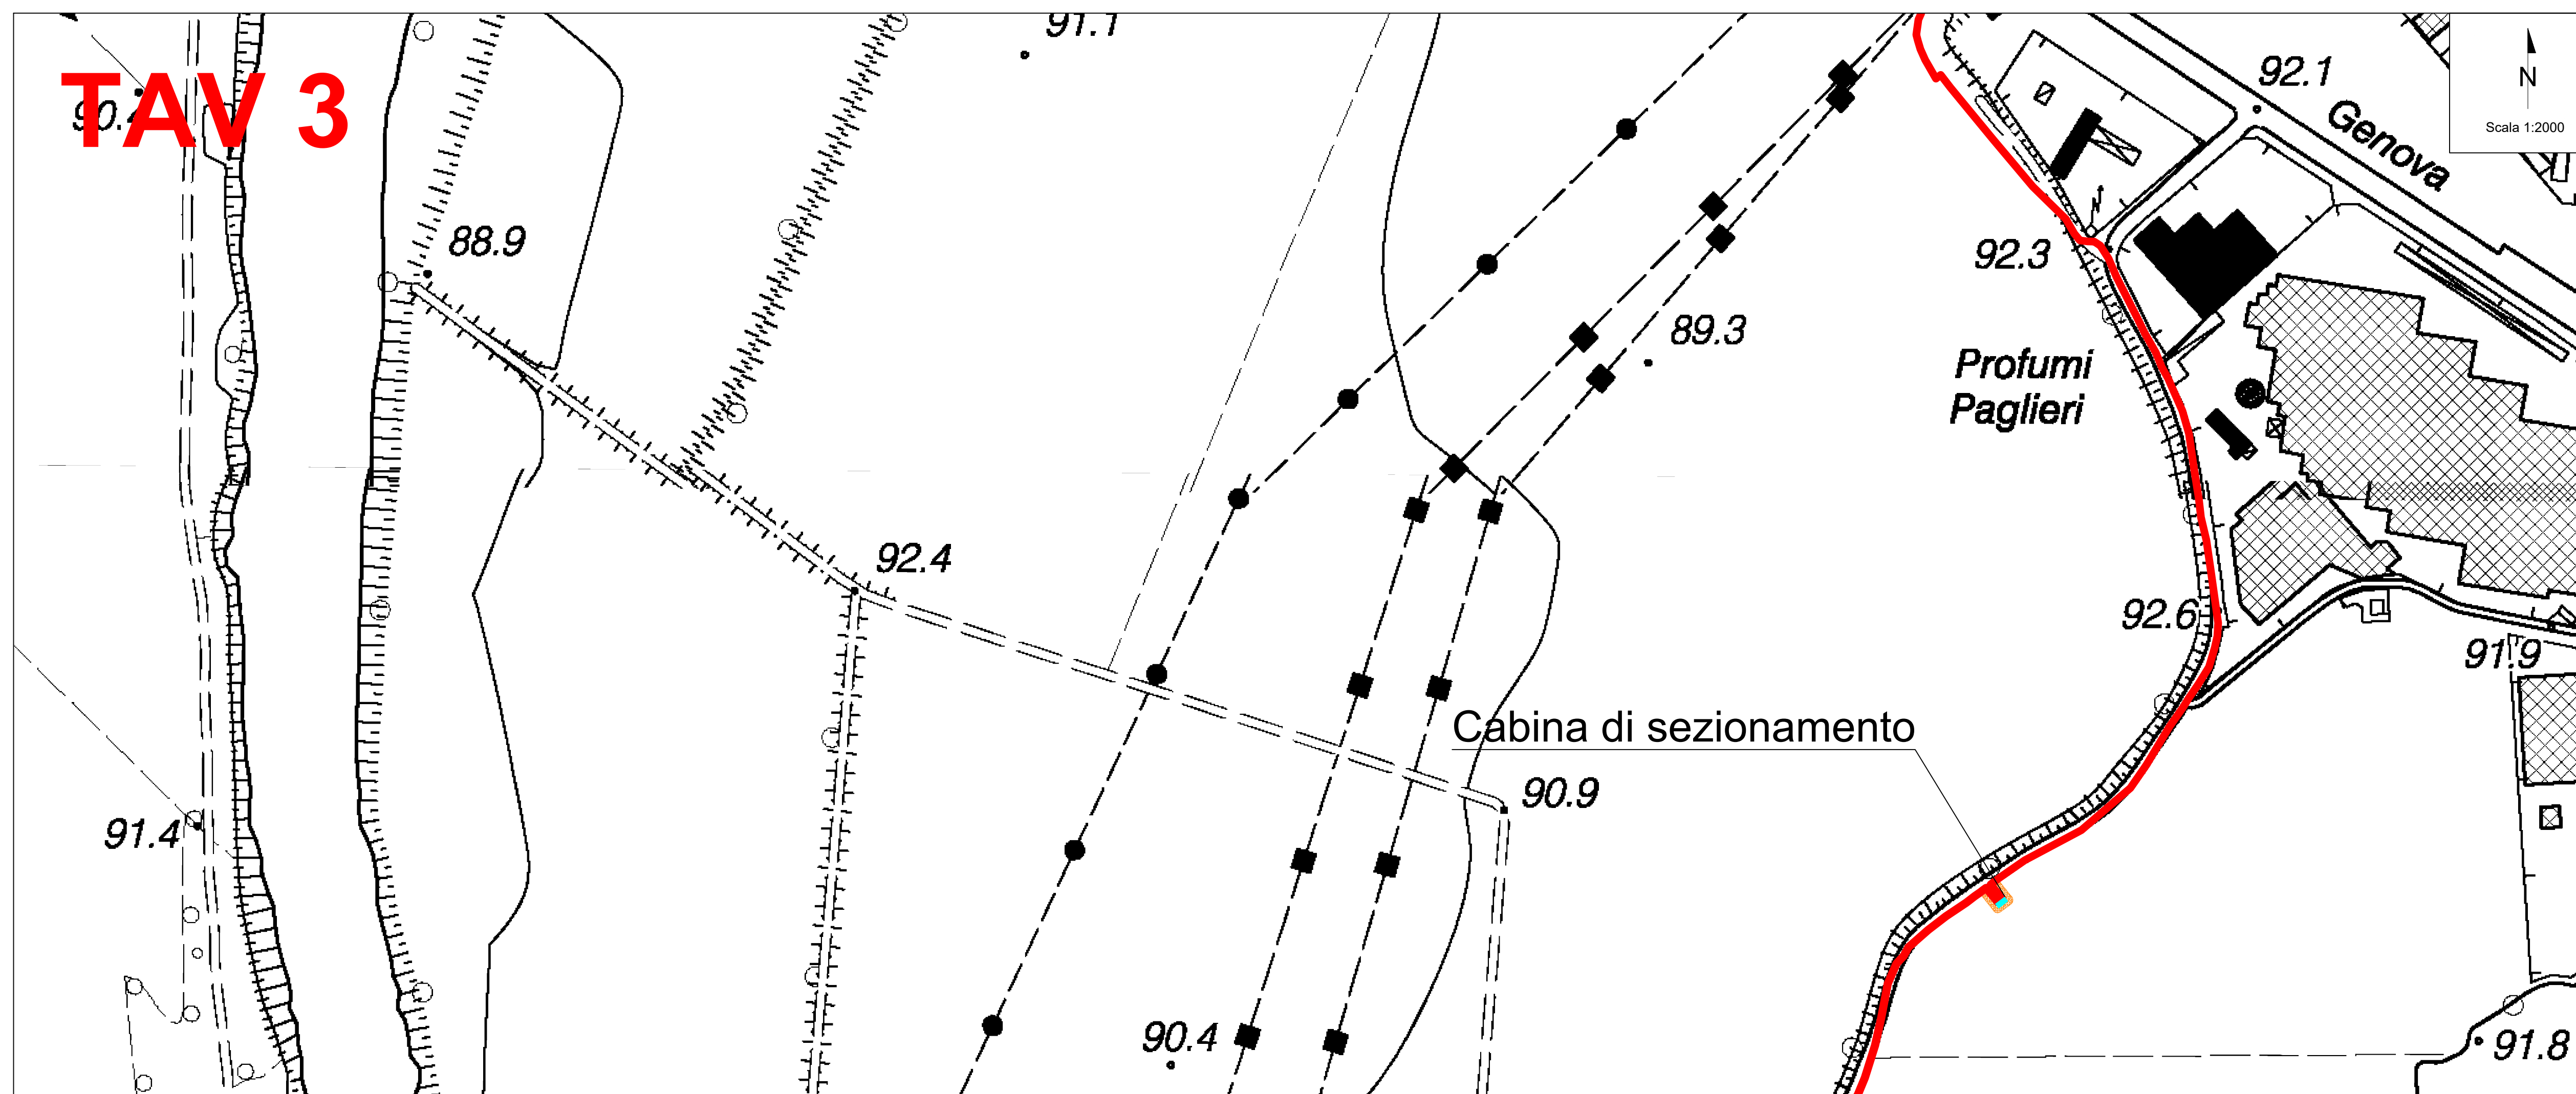 91.1
TAV 3
92.1
N
Scala 1:2000
Genova
88.9
92.3
89.3
Profumi
Paglieri
92.4
92.6
91.9
Cabina di sezionamento
90.9
91.4
90.4
91.8